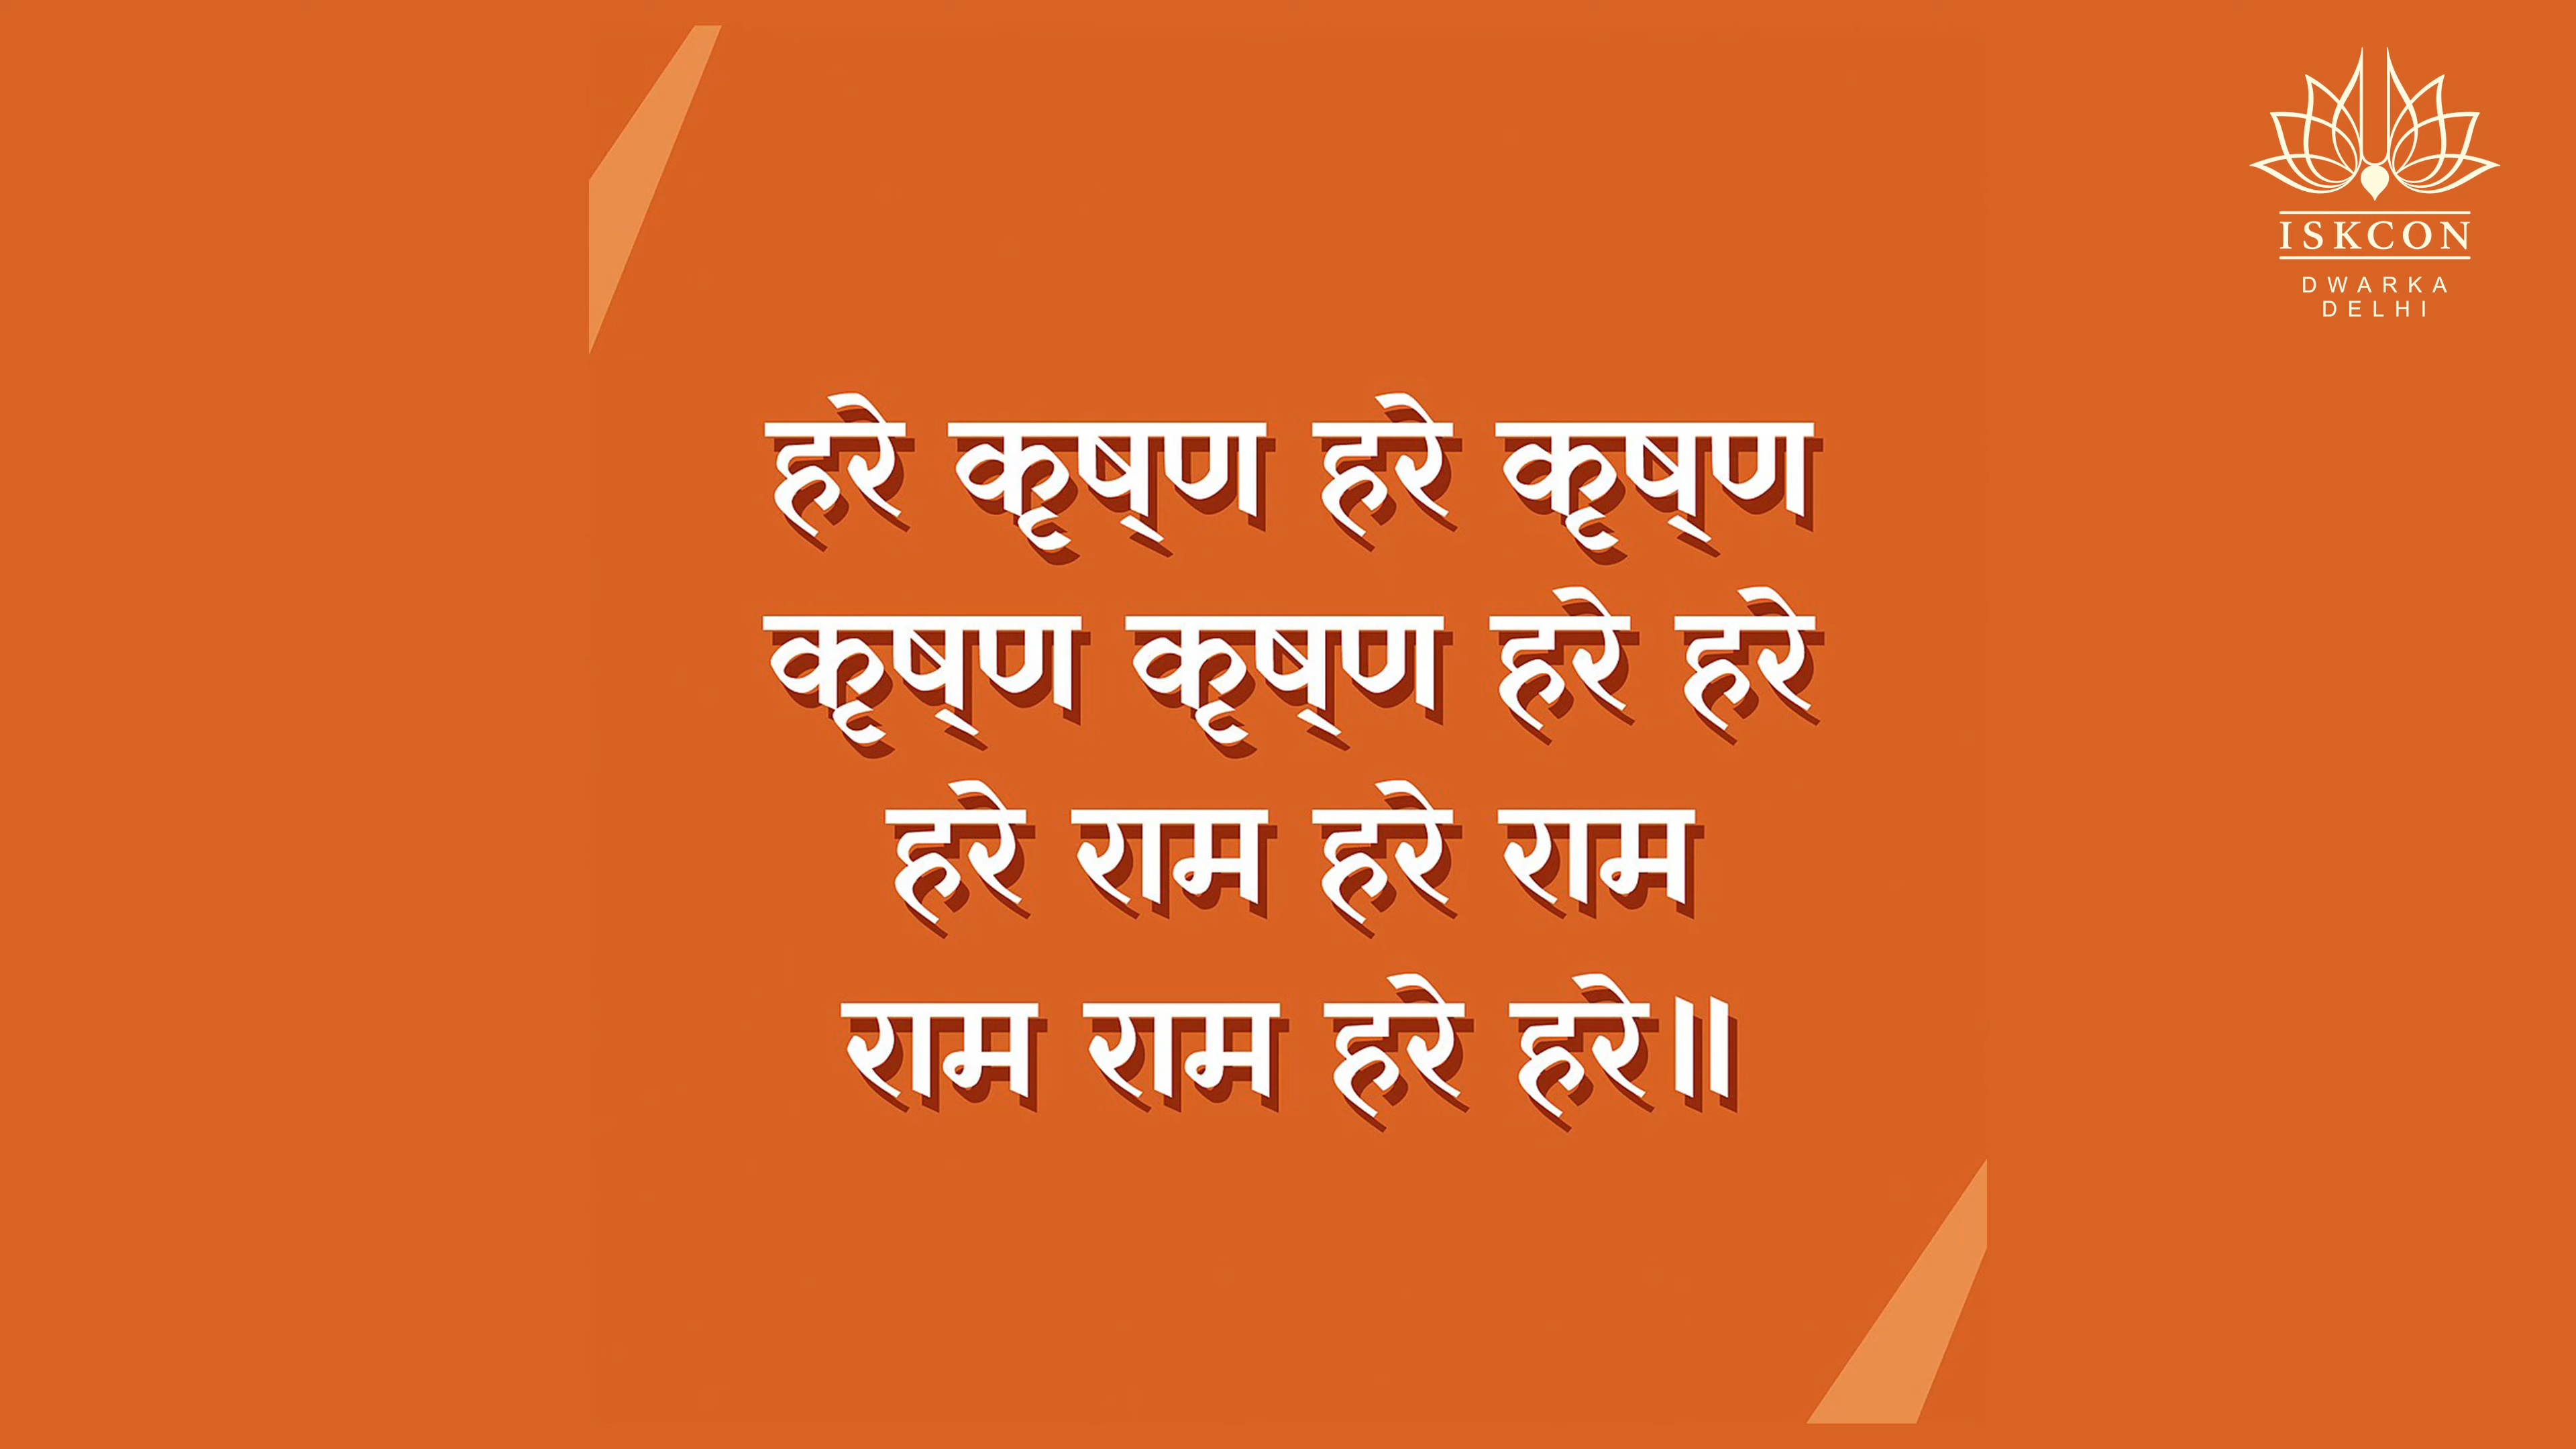 हरे कृष्ण हरे कृष्ण
कृष्ण कृष्ण हरे हरे
हरे राम हरे राम
राम राम हरे हरे॥
ISKCON
DWARKA
DELHI